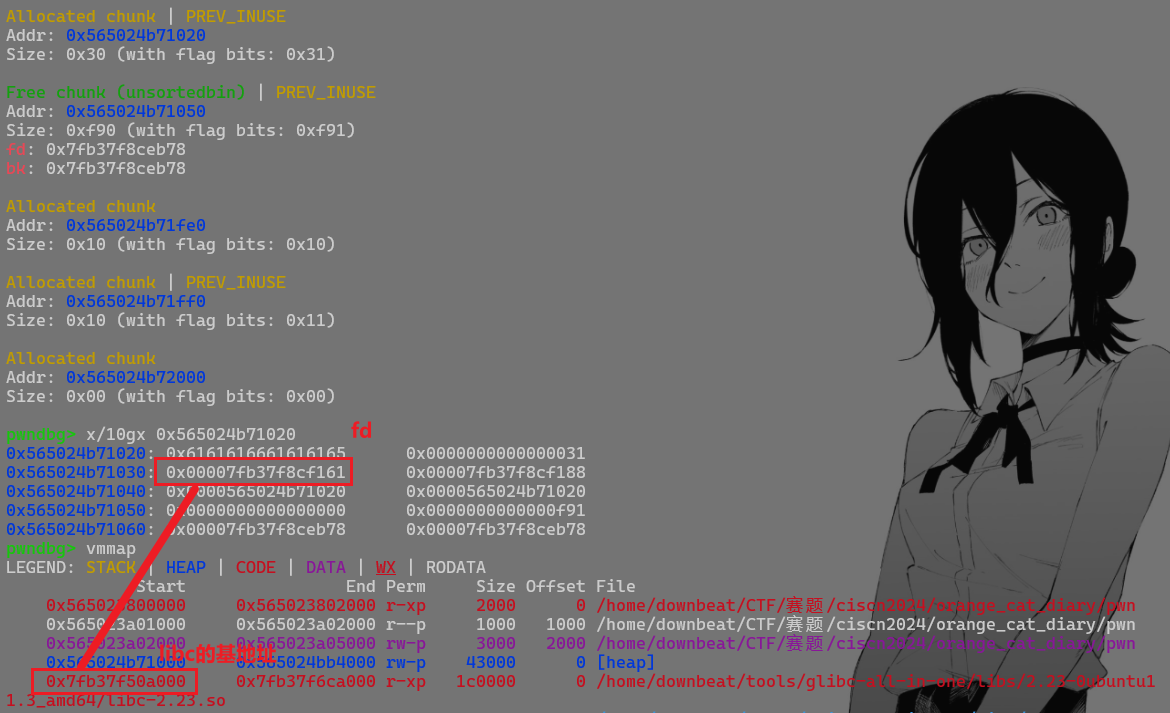 Allocated chunk | PREV_INUSE
Addr: 0x565024b71020
Size: 0x30 (with flag bits: 0x31)
Free chunk (unsortedbin) | PREV_INUSE
Addr: 0x565024b71050
Size: 0xf90 (with flag bits: 0xf91)
fd: 0x7fb37f8ceb78
bk: 0x7fb37f8ceb78
Allocated chunk
Addr: 0x565024b71fe0
Size: 0x10 (with flag bits: 0x10)
Allocated chunk | PREV_INUSE
Addr: 0x565024b71ff0
Size: 0x10 (with flag bits: 0x11)
Allocated chunk
Addr: 0x565024b72000
Size: 0x00 (with flag bits: 0x00)
pwndbg> x/10gx 0x565024b71020
fd
0x565024b71020: 0x6161616661616165 0x0000000000000031
0x565024b71030: 0x00007fb37f8cf161 0x00007fb37f8cf188
0x565024b71040: 0x0000565024b71020 0x0000565024b71020
0x565024b71050: 0x0000000000000000 0x0000000000000f91
0x565024b71060: 0x00007fb37f8ceb78 0x00007fb37f8ceb78
pwndbg> vmmap
LEGEND: STACK | HEAP | CODE | DATA | WX | RODATA
Start End Perm Size Offset File
0x565023800000 0x565023802000 r-xp 2000 0 /home/downbeat/CTF/赛题/ciscn2024/orange_cat_diary/pwn
0x565023a01000 0x565023a02000 r--p 1000 1000 /home/downbeat/CTF/赛题/ciscn2024/orange_cat_diary/pwn
0x565023a02000 0x565023a05000 rw-p 3000 2000 /home/downbeat/CTF/赛题/ciscn2024/orange_cat_diary/pwn
libc的基地址
0x565024b71000 0x565024bb4000 rw-p 43000 0 [heap]
0x7fb37f50a000 0x7fb37f6ca000 r-xp 1c0000 0 /home/downbeat/tools/glibc-all-in-one/libs/2.23-0ubuntu1
1.3_amd64/libc-2.23.so